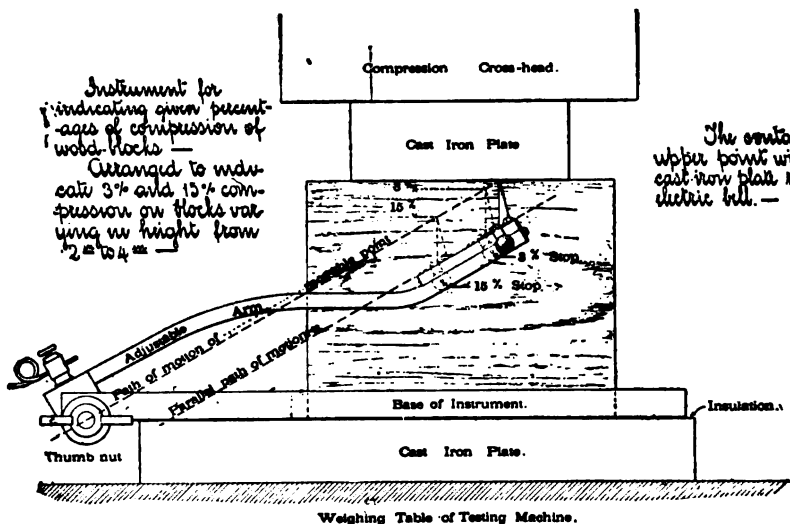 Compression Cross-head.
Instrument for
indicating given percent-
ages of compression of
wood-blocks —
Arranged to indi-
cate 3% and 15% com-
pression on blocks var
ying in height from
2 in to 4 ins —
Cast Iron Plate
The conta
upper point wi
cast iron plate
electric bell. —
3 %
15 %
movable point
3 % Stop
15 % Stop
Adjustable Arm
Path of motion of
Parallel path of motion
Base of Instrument.
Insulation.
Thumb nut
Cast Iron Plate.
Weighing Table of Testing Machine.